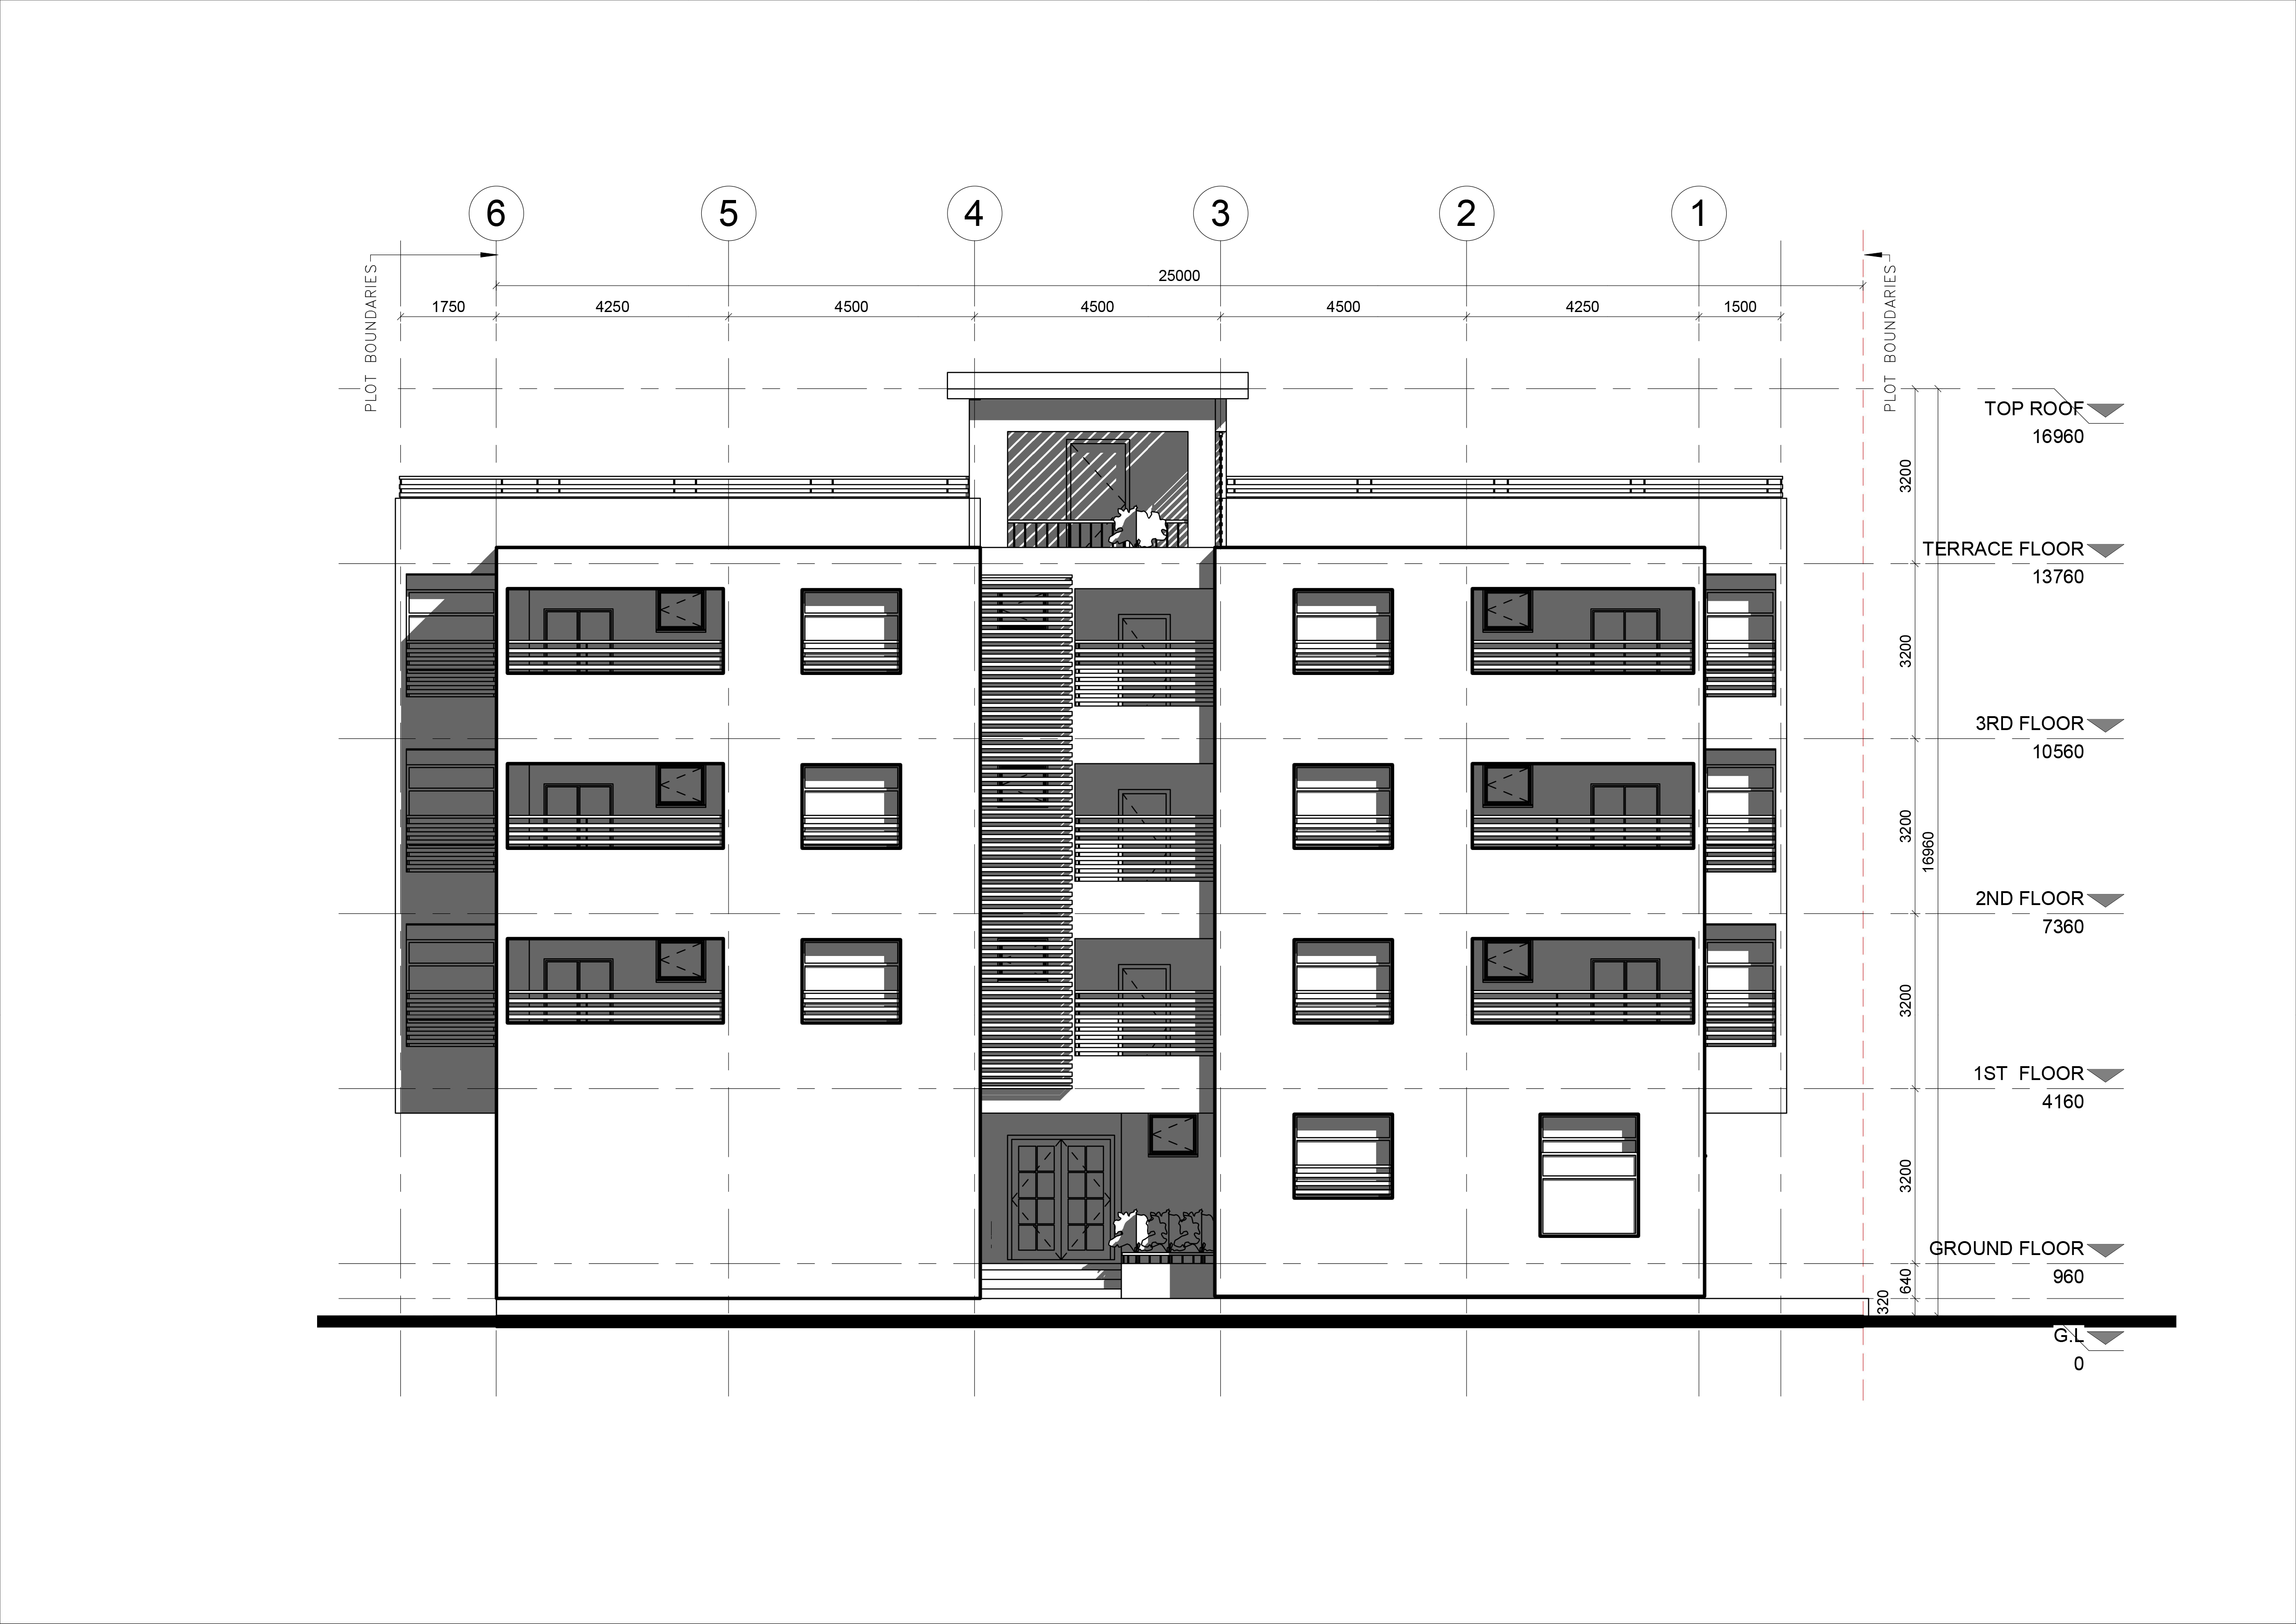 6 5 4 3 2 1
PLOT BOUNDARIES
PLOT BOUNDARIES
25000
1750 4250 4500 4500 4500 4250 1500
TOP ROOF
16960
3200
TERRACE FLOOR
13760
3200
3RD FLOOR
10560
3200
16960
2ND FLOOR
7360
3200
1ST FLOOR
4160
3200
GROUND FLOOR
960
640
320
G.L
0